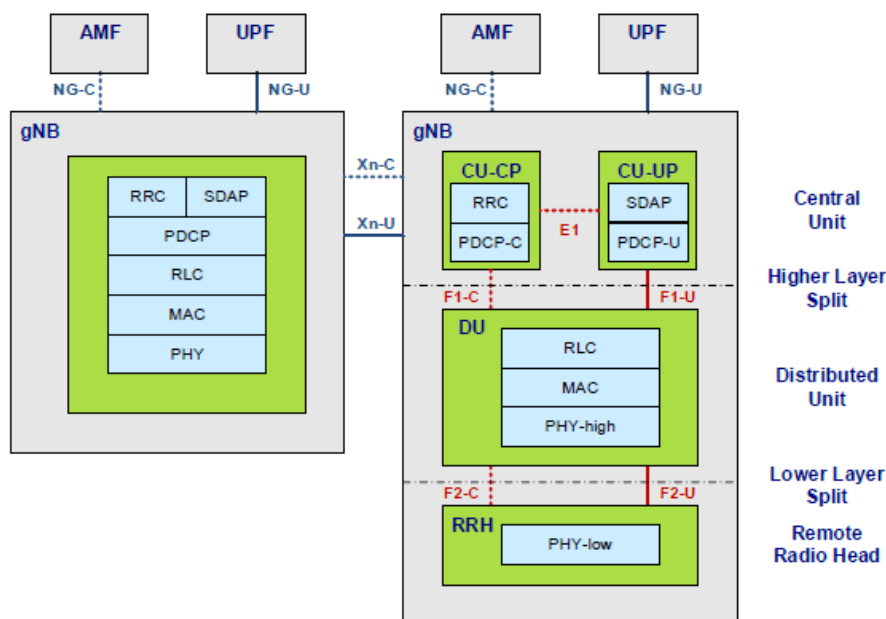 AMF
UPF
AMF
UPF
NG-C
NG-U
NG-C
NG-U
gNB
gNB
Xn-C
Xn-U
RRC
SDAP
PDCP
RLC
MAC
PHY
CU-CP
CU-UP
RRC
SDAP
E1
PDCP-C
PDCP-U
Central
Unit
Higher Layer
Split
F1-C
F1-U
DU
RLC
MAC
PHY-high
Distributed
Unit
Lower Layer
Split
F2-C
F2-U
RRH
PHY-low
Remote
Radio Head